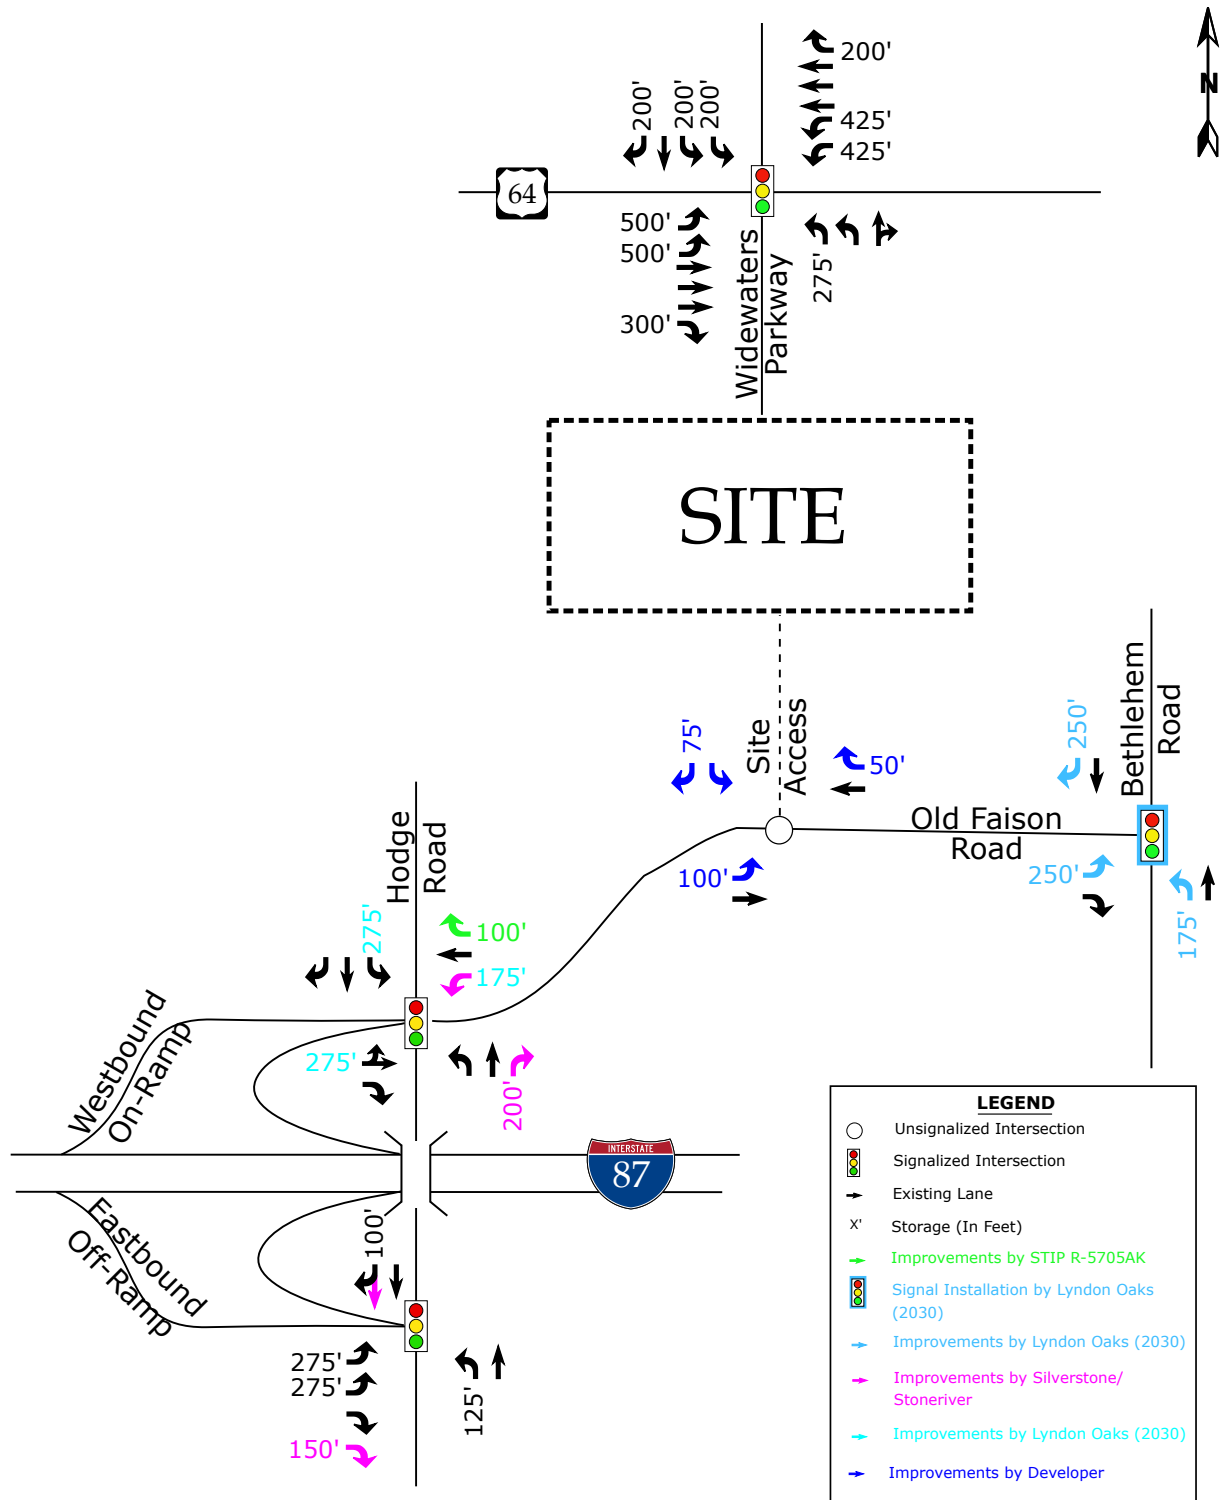 N
200'
200'
200'
200'
425'
425'
64
500'
500'
300'
275'
Widewaters
Parkway
SITE
Site
Access
75'
50'
100'
Old Faison
Road
Bethlehem
Road
250'
250'
175'
Hodge
Road
275'
100'
175'
275'
200'
Westbound
On-Ramp
INTERSTATE
87
Eastbound
Off-Ramp
100'
275'
275'
150'
125'
LEGEND
Unsignalized Intersection
Signalized Intersection
Existing Lane
X' Storage (In Feet)
Improvements by STIP R-5705AK
Signal Installation by Lyndon Oaks
(2030)
Improvements by Lyndon Oaks (2030)
Improvements by Silverstone/
Stoneriver
Improvements by Lyndon Oaks (2030)
Improvements by Developer